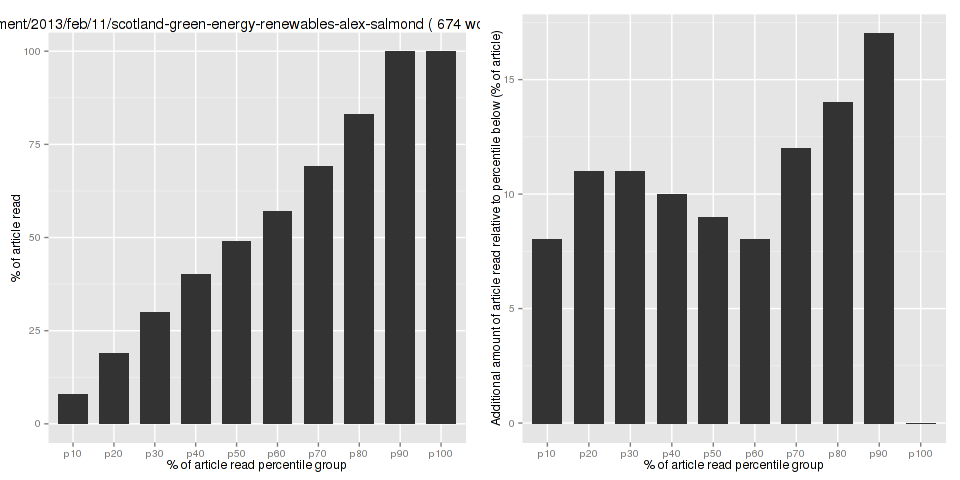 ment/2013/feb/11/scotland-green-energy-renewables-alex-salmond ( 674 wo
% of article read
100
75
50
25
0
p10 p20 p30 p40 p50 p60 p70 p80 p90 p100
% of article read percentile group
Additional amount of article read relative to percentile below (% of article)
15
10
5
0
p10 p20 p30 p40 p50 p60 p70 p80 p90 p100
% of article read percentile group